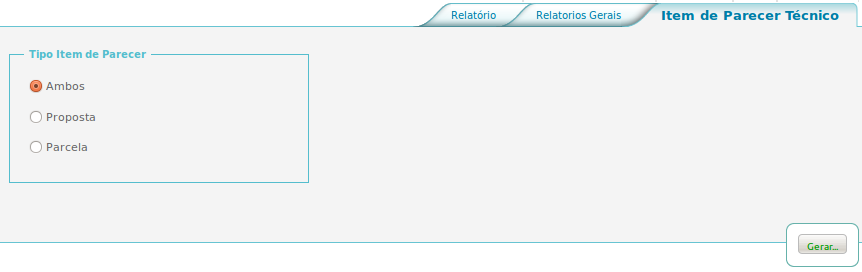 Relatório
Relatorios Gerais
Item de Parecer Técnico
Tipo Item de Parecer
Ambos
Proposta
Parcela
Gerar...